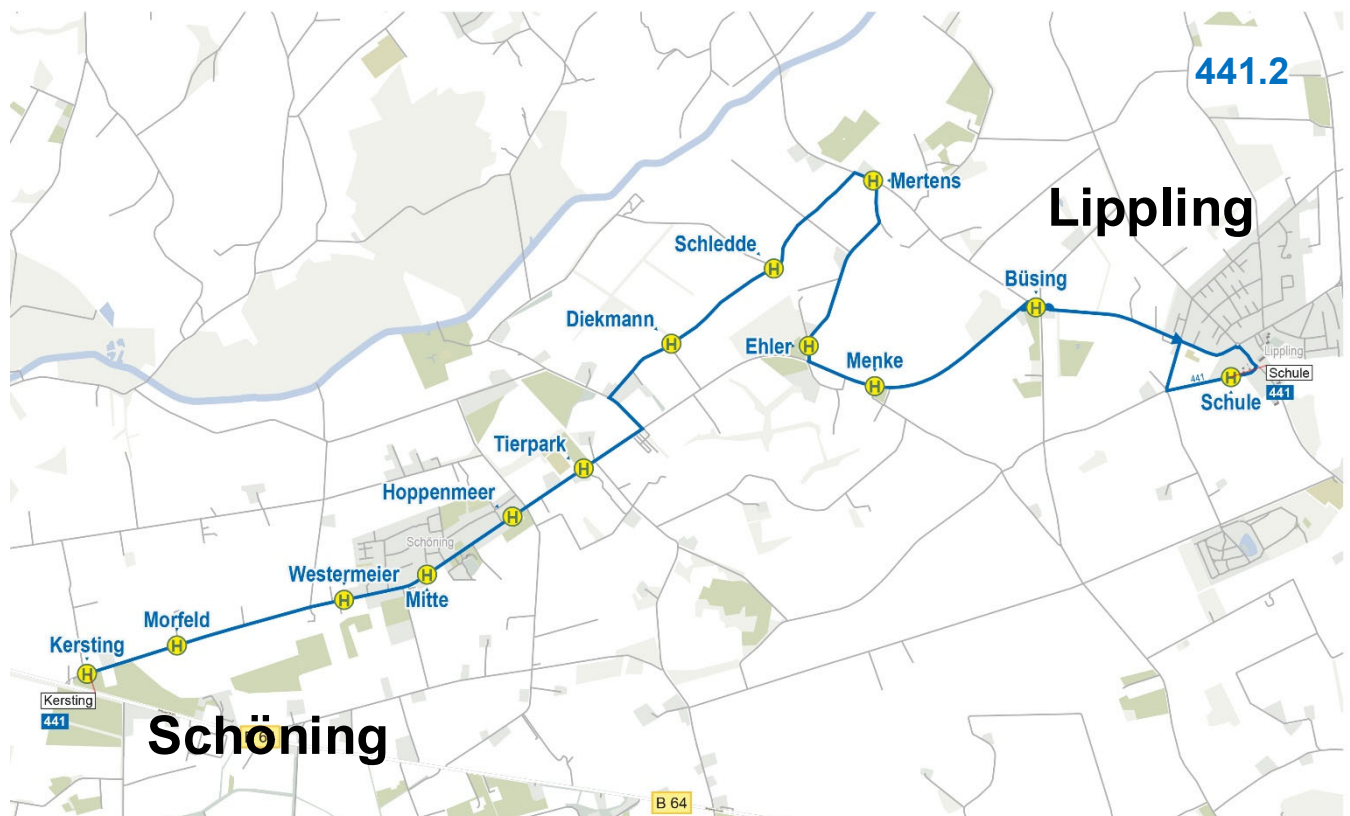 441.2
Mertens
Lippling
Schledde
Büsing
Diekmann
Ehler
Menke
Lippling
Schule
441
441
Schule
Tierpark
Hoppenmeer
Schöning
Westermeier
Mitte
Morfeld
Kersting
Kersting
441
Schöning
B 64
H
H
H
H
H
H
H
H
H
H
H
H
H